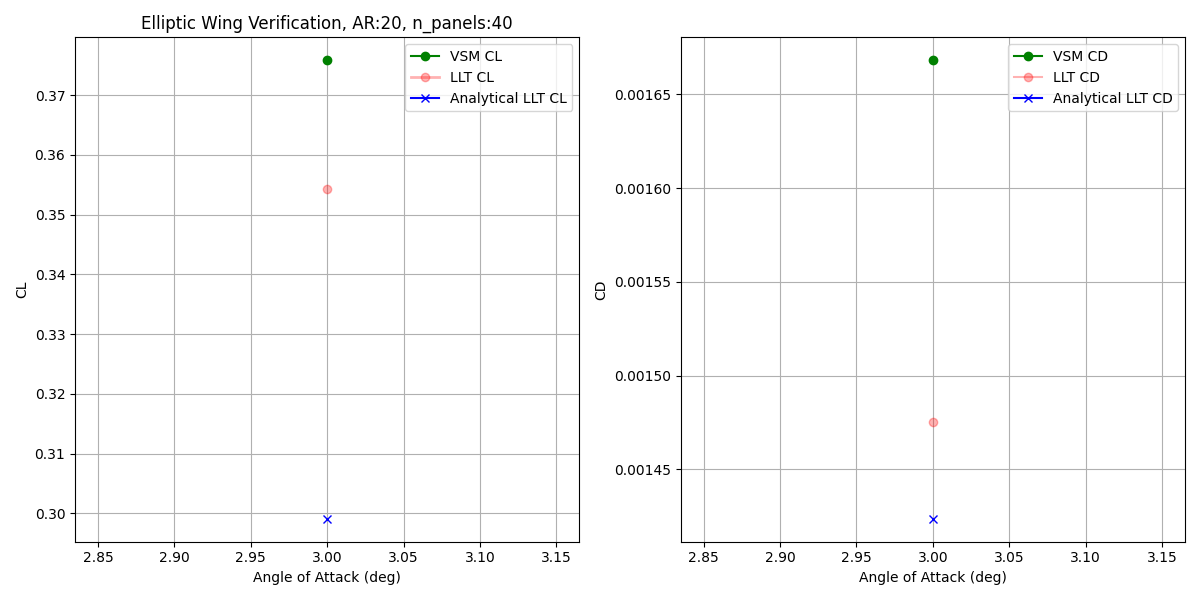 Elliptic Wing Verification, AR:20, n_panels:40
VSM CL
LLT CL
Analytical LLT CL
CL
0.37
0.36
0.35
0.34
0.33
0.32
0.31
0.30
2.85 2.90 2.95 3.00 3.05 3.10 3.15
Angle of Attack (deg)
VSM CD
LLT CD
Analytical LLT CD
CD
0.00165
0.00160
0.00155
0.00150
0.00145
2.85 2.90 2.95 3.00 3.05 3.10 3.15
Angle of Attack (deg)